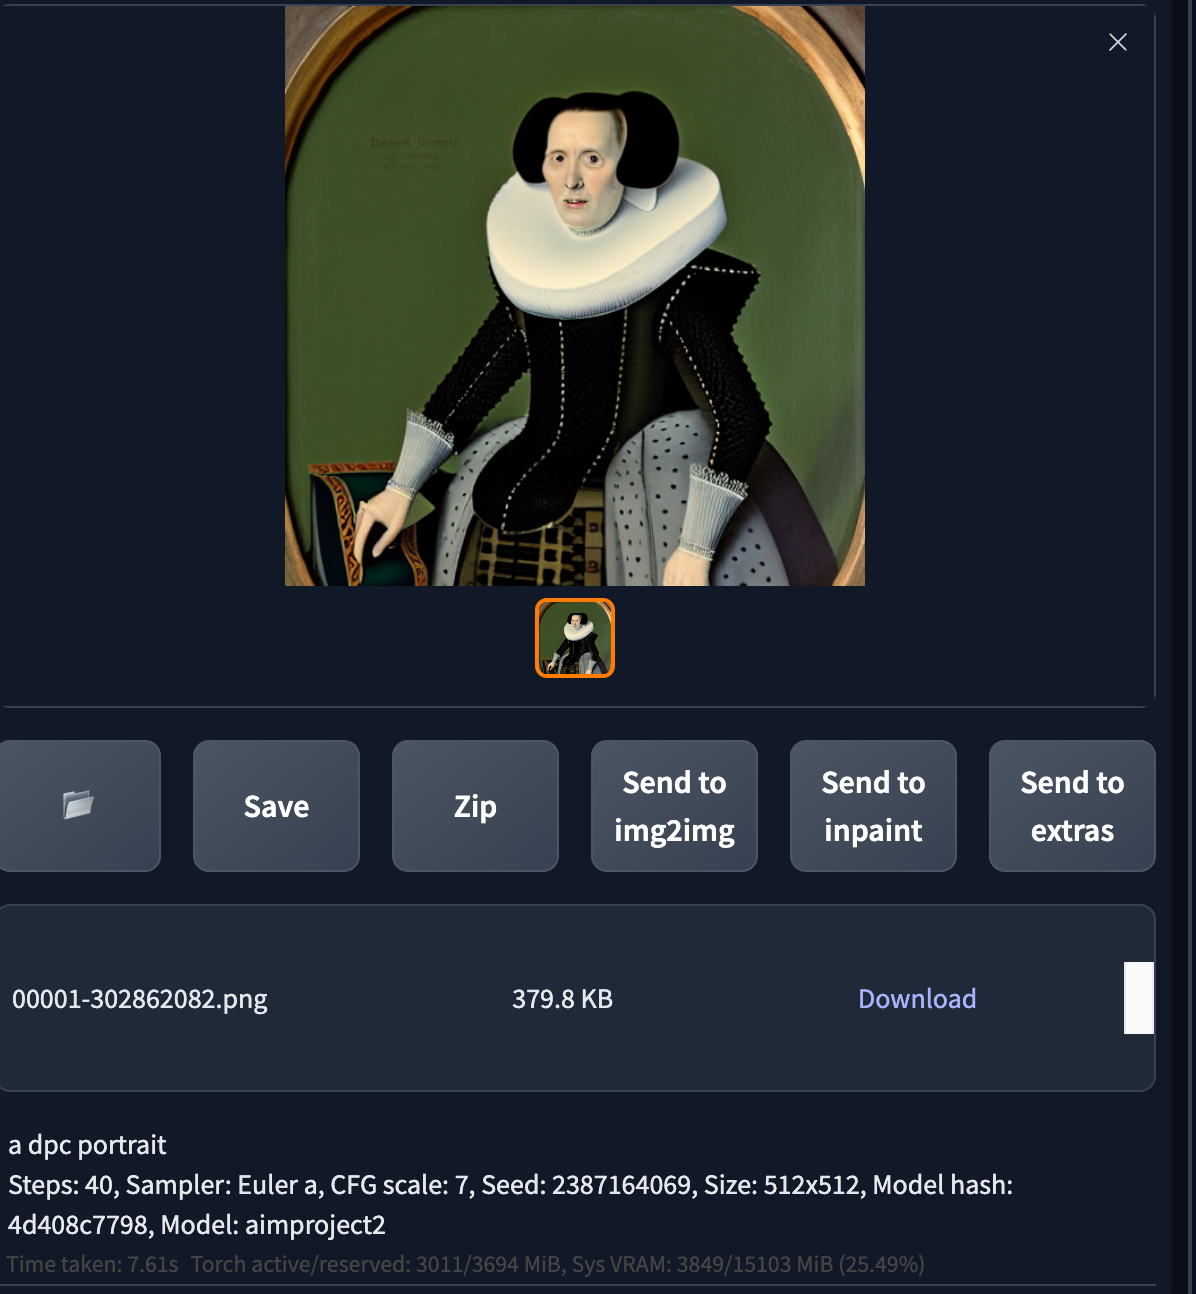 Save
Zip
Send to
img2img
Send to
inpaint
Send to
extras
00001-302862082.png
379.8 KB
Download
a dpc portrait
Steps: 40, Sampler: Euler a, CFG scale: 7, Seed: 2387164069, Size: 512x512, Model hash:
4d408c7798, Model: aimproject2
Time taken: 7.61s Torch active/reserved: 3011/3694 MiB, Sys VRAM: 3849/15103 MiB (25.49%)